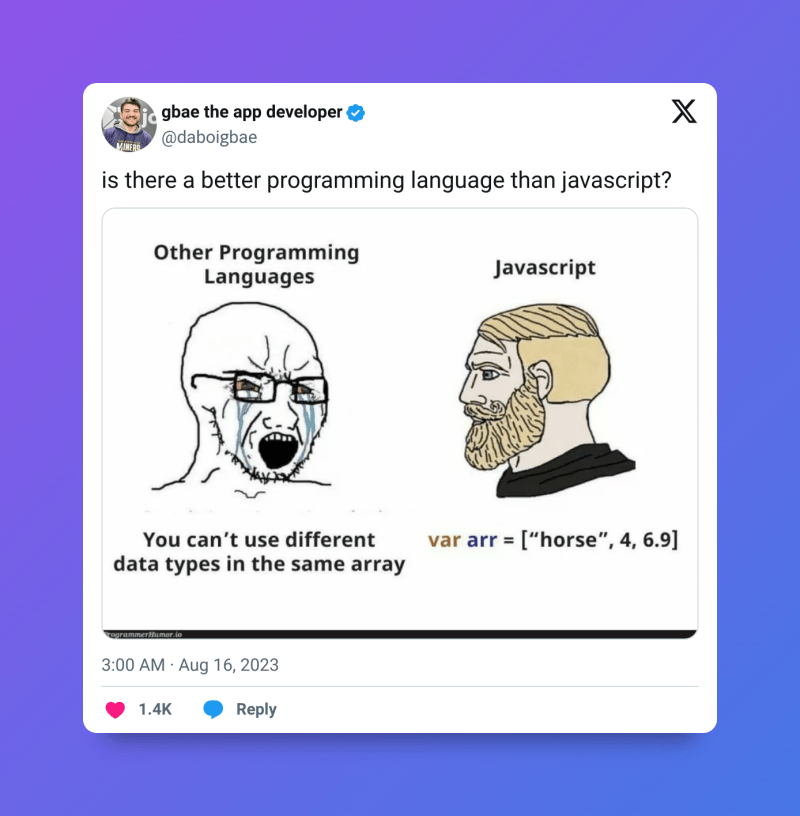 gbae the app developer
@daboigbae
is there a better programming language than javascript?
Other Programming
Languages
Javascript
You can’t use different
data types in the same array
var arr = [“horse”, 4, 6.9]
rogrammerHumor.io
3:00 AM · Aug 16, 2023
1.4K
Reply